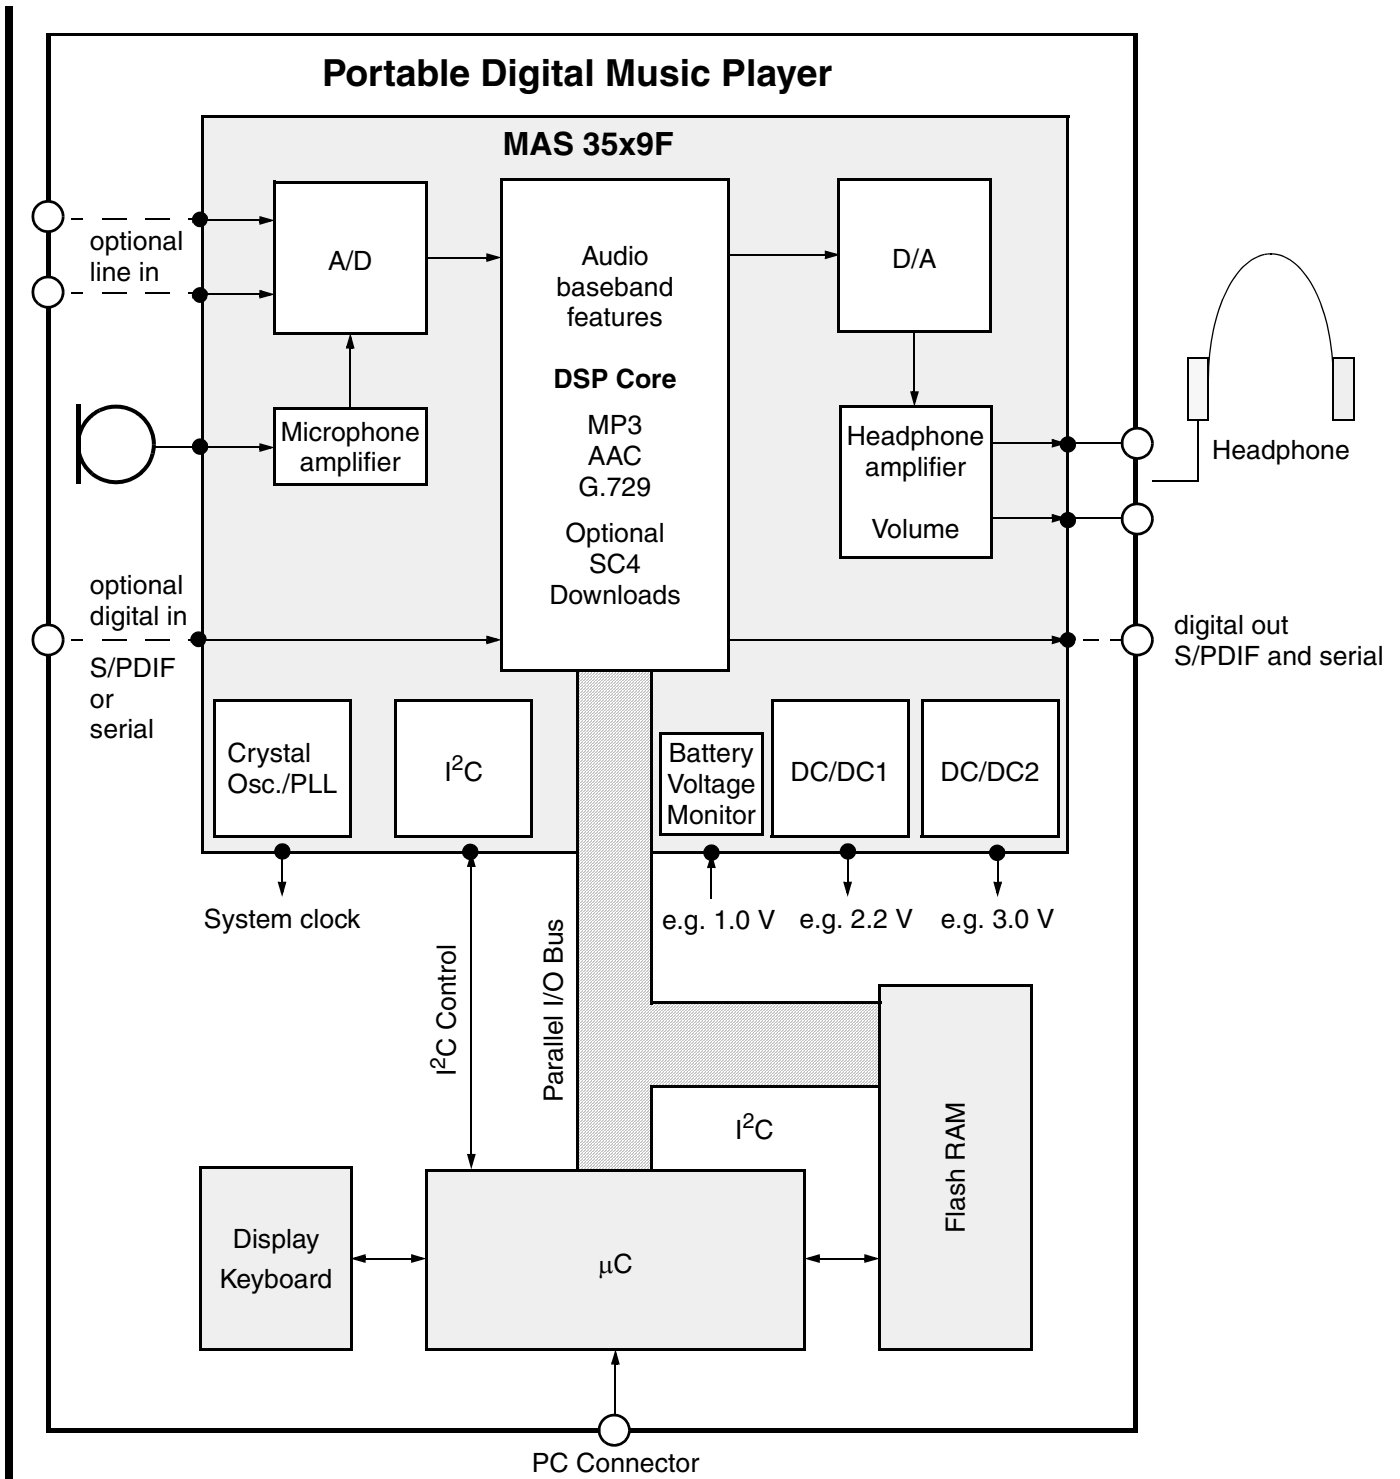 Portable Digital Music Player
MAS 35x9F
optional
line in
A/D
Audio
baseband
features
DSP Core
MP3
AAC
G.729
Optional
SC4
Downloads
D/A
Microphone
amplifier
Headphone
amplifier
Volume
Headphone
optional
digital in
S/PDIF
or
serial
digital out
S/PDIF and serial
Crystal
Osc./PLL
I²C
Battery
Voltage
Monitor
DC/DC1
DC/DC2
System clock
e.g. 1.0 V
e.g. 2.2 V
e.g. 3.0 V
I²C Control
Parallel I/O Bus
I²C
Flash RAM
Display
Keyboard
µC
PC Connector